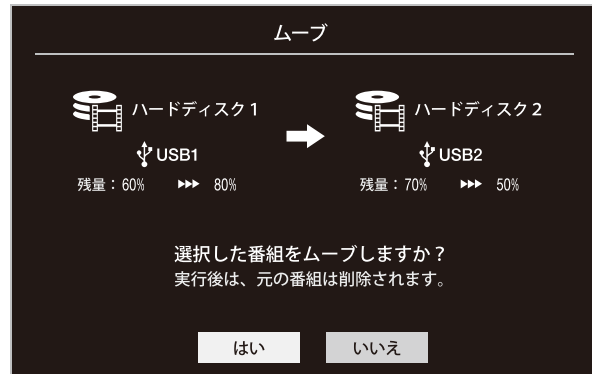 ムーブ
ハードディスク1 ハードディスク2
USB1 USB2
残量：60% 80% 残量：70% 50%
選択した番組をムーブしますか？
実行後は、元の番組は削除されます。
はい いいえ